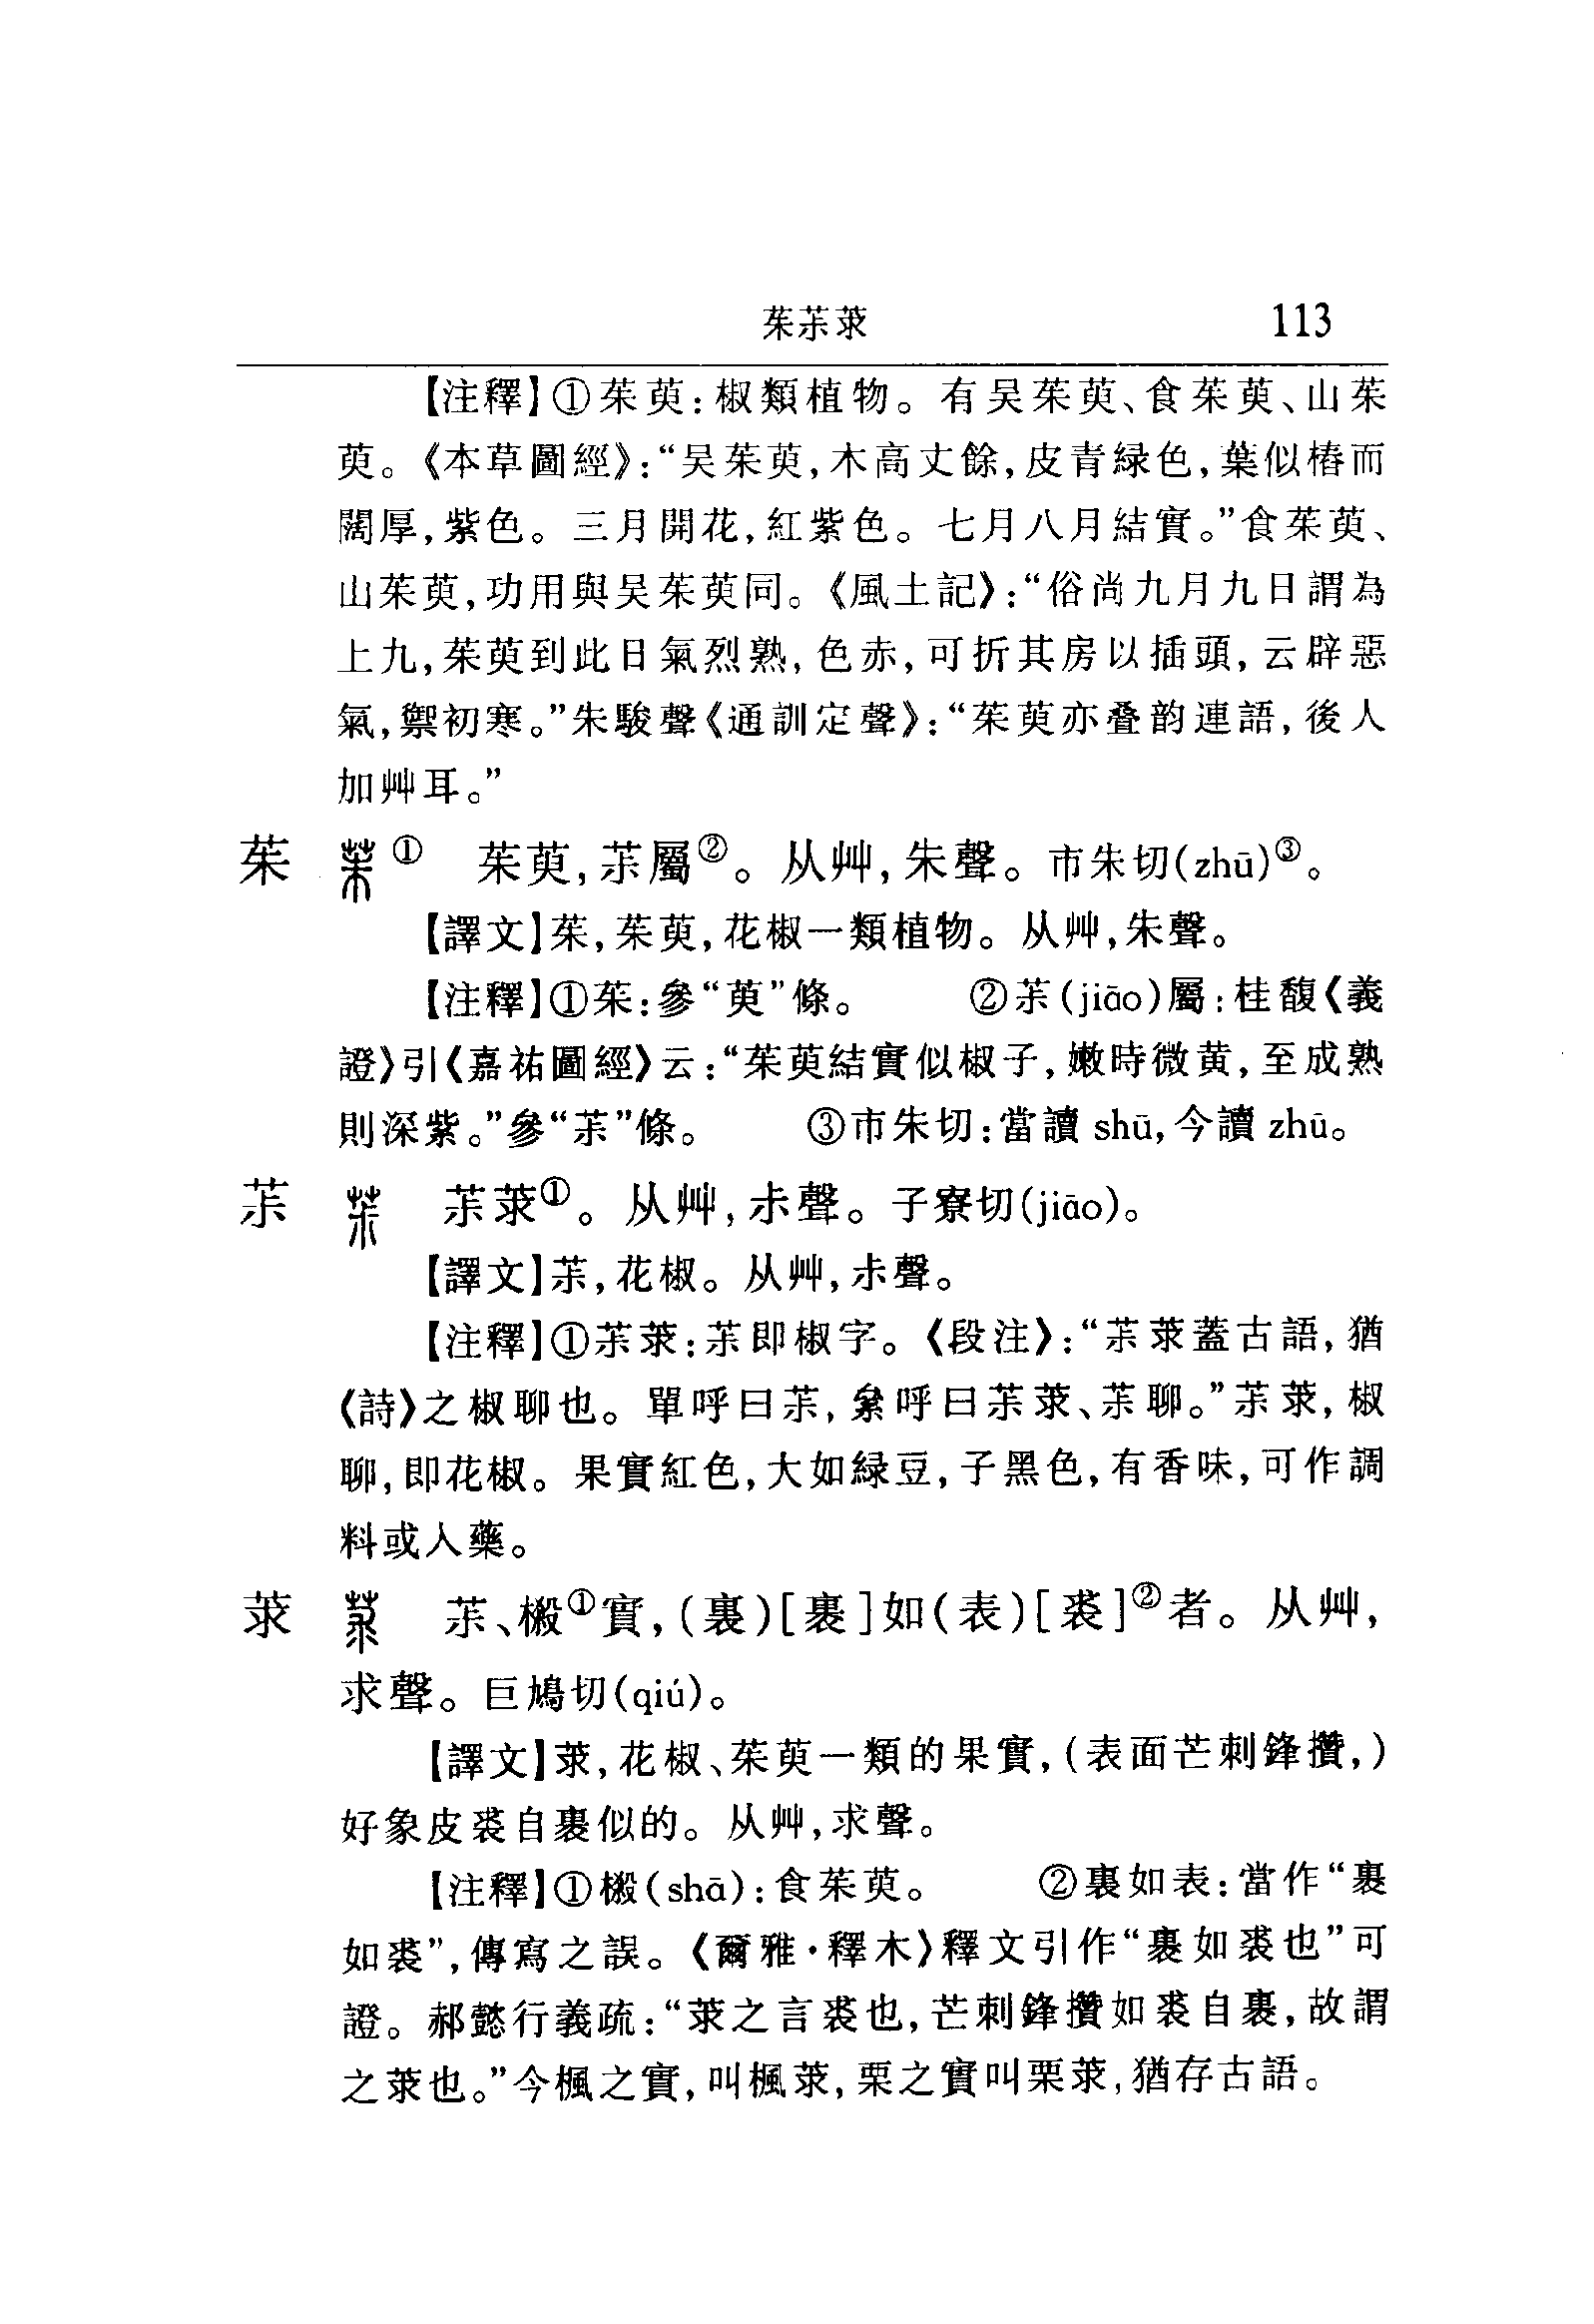 茱茮莍 113
【注釋】①茱萸：椒類植物。有吴茱萸、食茱萸、山茱
萸。《本草圖經》：“吴茱萸，木高丈餘，皮青緑色，葉似椿而
闊厚，紫色。三月開花，紅紫色。七月八月結實。”食茱萸、
山茱萸，功用與吴茱萸同。《風土記》：“俗尚九月九日謂為
上九，茱萸到此日氣烈熟，色赤，可折其房以插頭，云辟惡
氣，禦初寒。”朱駿聲《通訓定聲》：“茱萸亦叠韵連語，後人
加艸耳。”
茱 ① 茱萸，茮屬②。从艸，朱聲。市朱切(zhū)③。
【譯文】茱，茱萸，花椒一類植物。从艸，朱聲。
【注釋】①茱：參“萸”條。 ②茮(jiāo)屬：桂馥《義
證》引《嘉祐圖經》云：“茱萸結實似椒子，嫩時微黄，至成熟
則深紫。”參“茮”條。 ③市朱切：當讀 shū，今讀 zhū。
茮 茮莍①。从艸，尗聲。子寮切(jiāo)。
【譯文】茮，花椒。从艸，尗聲。
【注釋】①茮莍：茮即椒字。《段注》：“茮莍蓋古語，猶
《詩》之椒聊也。單呼曰茮，絫呼曰茮莍、茮聊。”茮莍，椒
聊，即花椒。果實紅色，大如緑豆，子黑色，有香味，可作調
料或入藥。
莍 茮、樧①實，(裏)[裹]如(表)[裘]②者。从艸，
求聲。巨鳩切(qiú)。
【譯文】莍，花椒、茱萸一類的果實，(表面芒刺鋒攢，)
好象皮裘自裹似的。从艸，求聲。
【注釋】①樧(shā)：食茱萸。 ②裏如表：當作“裹
如裘”，傳寫之誤。《爾雅·釋木》釋文引作“裹如裘也”可
證。郝懿行義疏：“莍之言裘也，芒刺鋒攢如裘自裹，故謂
之莍也。”今楓之實，叫楓莍，栗之實叫栗莍，猶存古語。